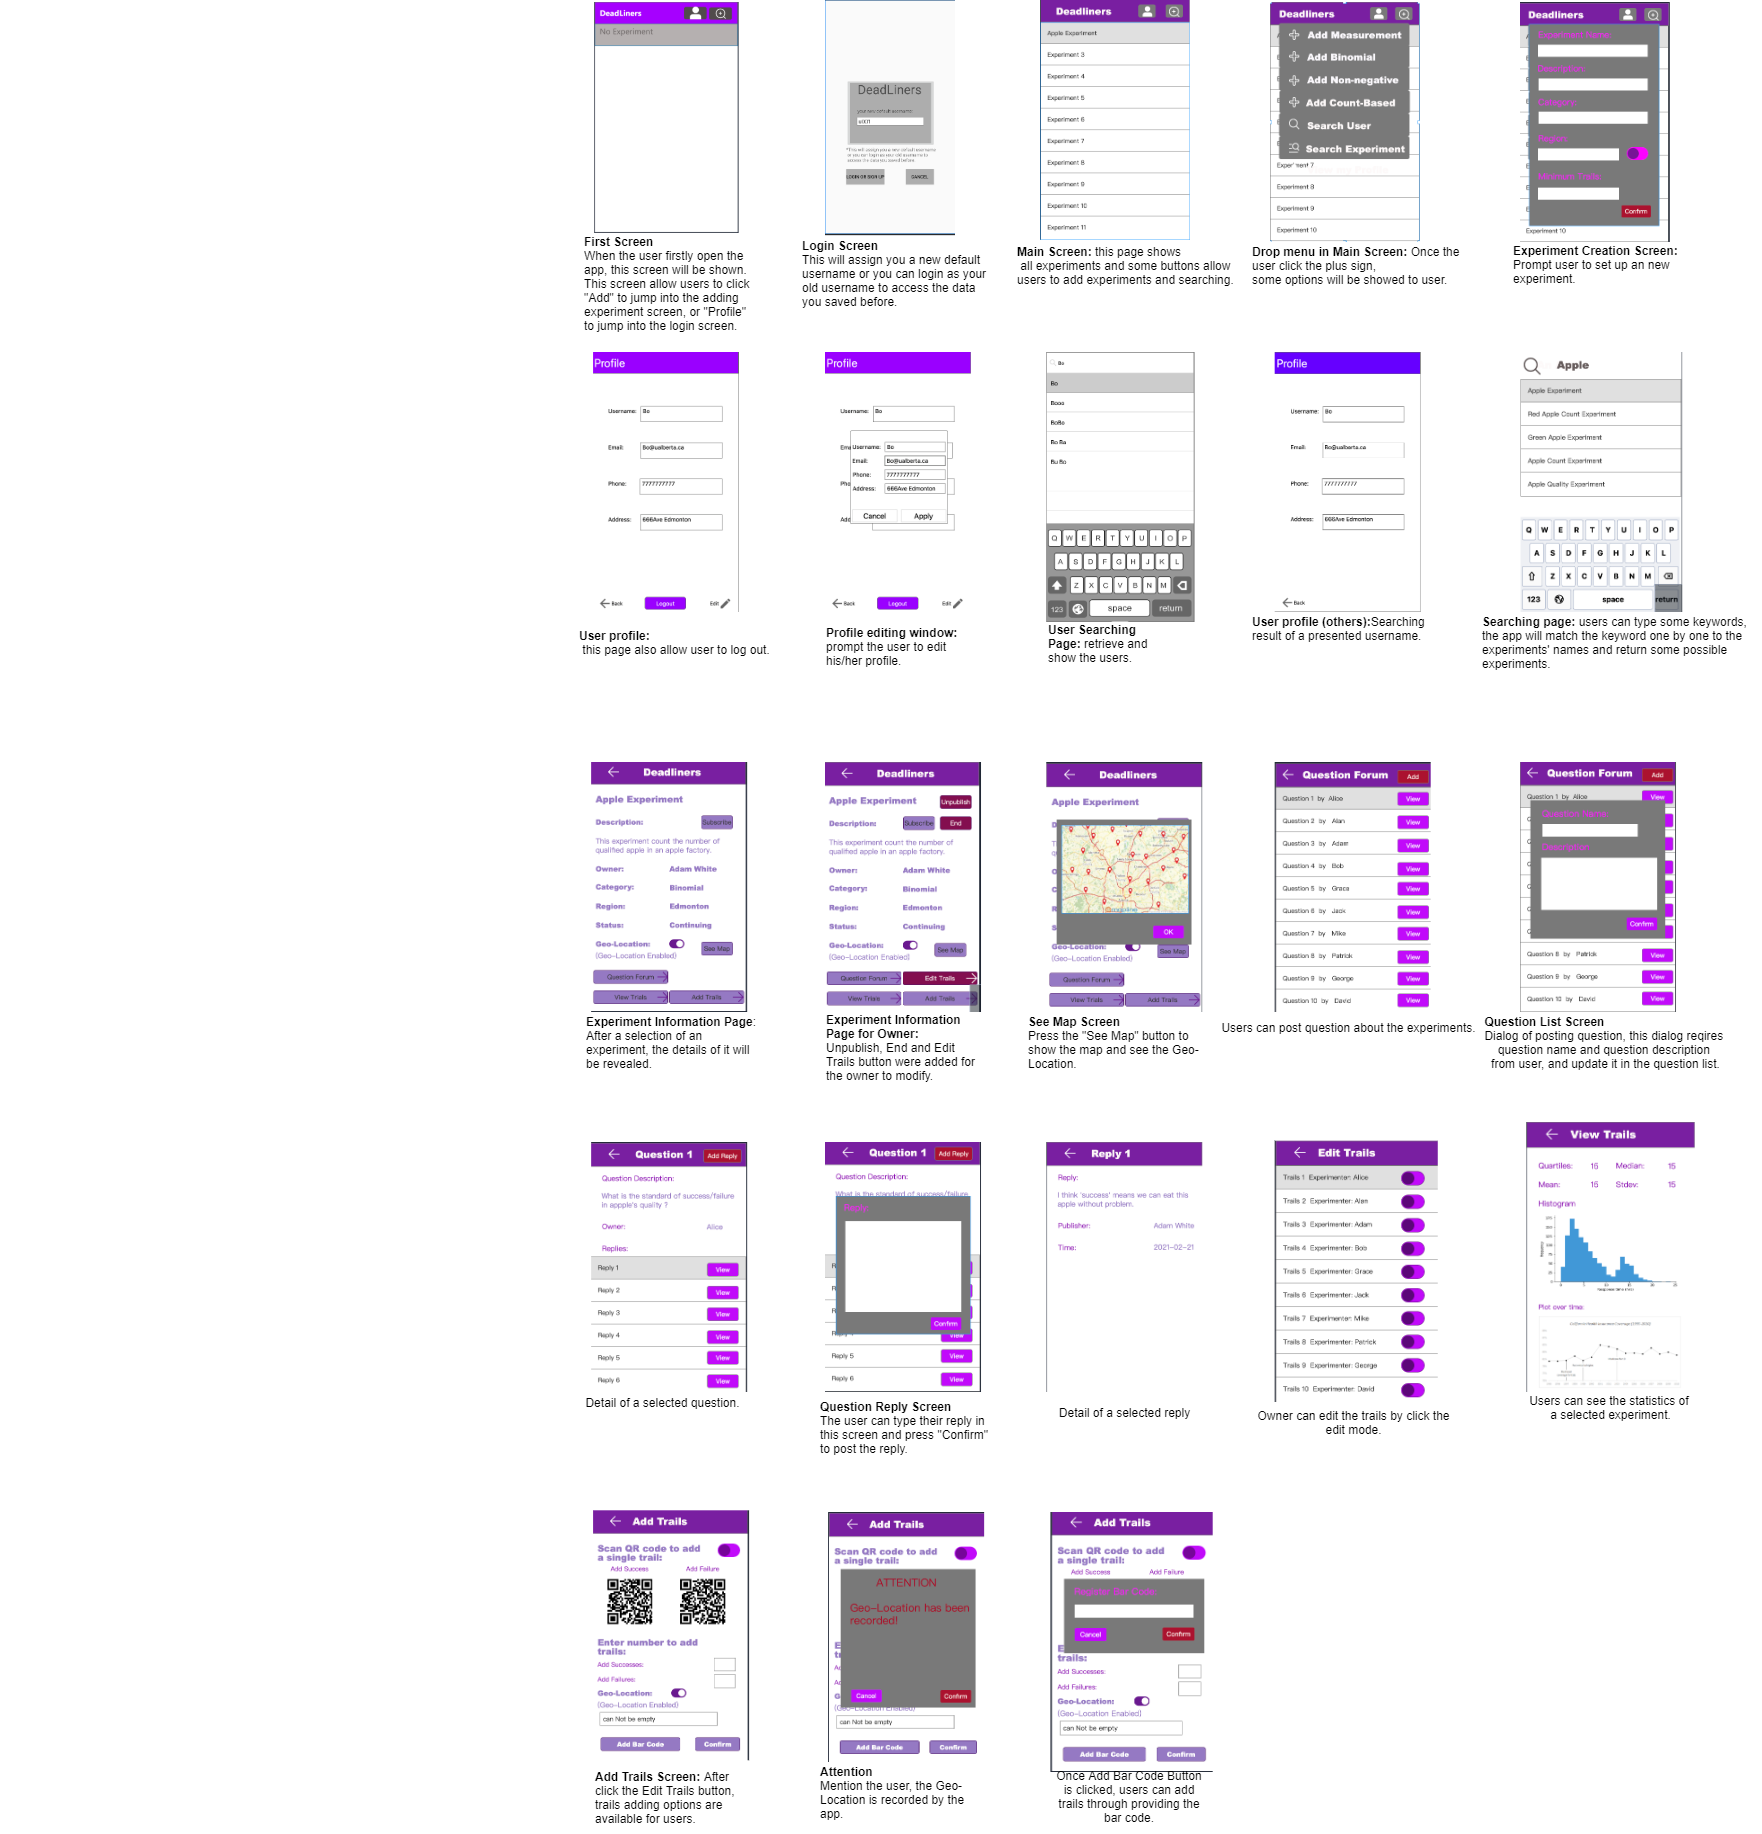 DeadLiners
No Experiment
First Screen
When the user firstly open the
app, this screen will be shown.
This screen allow users to click
"Add" to jump into the adding
experiment screen, or "Profile"
to jump into the login screen.
DeadLiners
your new default username:
LOGIN OR SIGN UP
CANCEL
Login Screen
This will assign you a new default
username or you can login as your
old username to access the data
you saved before.
Deadliners
Apple Experiment
Experiment 3
Experiment 4
Experiment 5
Experiment 6
Experiment 7
Experiment 8
Experiment 9
Experiment 10
Experiment 11
Main Screen: this page shows
all experiments and some buttons allow
users to add experiments and searching.
Deadliners
Add Measurement
Add Binomial
Add Non-negative
Add Count-Based
Search User
Search Experiment
Experiment 8
Experiment 9
Experiment 10
Drop menu in Main Screen: Once the
user click the plus sign,
some options will be showed to user.
Deadliners
Confirm
Experiment 10
Experiment Creation Screen:
Prompt user to set up an new
experiment.
Profile
Username: Bo
Email: Bo@ualberta.ca
Phone: 7777777777
Address: 666Ave Edmonton
Back
Logout
Edit
User profile:
this page also allow user to log out.
Profile
Username: Bo
Username: Bo
Email: Bo@ualberta.ca
Phone: 7777777777
Address: 666Ave Edmonton
Cancel
Apply
Back
Logout
Edit
Profile editing window:
prompt the user to edit
his/her profile.
Bo
Bo
Booo
BoBo
Bo Ba
Bu Bo
Q W E R T Y U I O P
A S D F G H J K L
Z X C V B N M
123 space return
User Searching
Page: retrieve and
show the users.
Profile
Username: Bo
Email: Bo@ualberta.ca
Phone: 7777777777
Address: 666Ave Edmonton
Back
User profile (others):Searching
result of a presented username.
Apple
Apple Experiment
Red Apple Count Experiment
Green Apple Experiment
Apple Count Experiment
Apple Quality Experiment
Q W E R T Y U I O P
A S D F G H J K L
Z X C V B N M
123 space return
Searching page: users can type some keywords,
the app will match the keyword one by one to the
experiments' names and return some possible
experiments.
Deadliners
Apple Experiment
Description: Subscribe
This experiment count the number of
qualified apple in an apple factory.
Owner: Adam White
Category: Binomial
Region: Edmonton
Status: Continuing
Geo-Location: See Map
(Geo-Location Enabled)
Question Forum
View Trails Add Trails
Experiment Information Page:
After a selection of an
experiment, the details of it will
be revealed.
Deadliners
Apple Experiment Unpublish
Description: Subscribe End
This experiment count the number of
qualified apple in an apple factory.
Owner: Adam White
Category: Binomial
Region: Edmonton
Status: Continuing
Geo-Location: See Map
(Geo-Location Enabled)
Question Forum Edit Trails
View Trails Add Trails
Experiment Information
Page for Owner:
Unpublish, End and Edit
Trails button were added for
the owner to modify.
Deadliners
Apple Experiment
OK
Geo-Location: See Map
(Geo-Location Enabled)
Question Forum
View Trails Add Trails
See Map Screen
Press the "See Map" button to
show the map and see the Geo-
Location.
Question Forum Add
Question 1 by Alice View
Question 2 by Alan View
Question 3 by Adam View
Question 4 by Bob View
Question 5 by Grace View
Question 6 by Jack View
Question 7 by Mike View
Question 8 by Patrick View
Question 9 by George View
Question 10 by David View
Users can post question about the experiments.
Question Forum Add
Question 1 by Alice View
Confirm
Question 8 by Patrick View
Question 9 by George View
Question 10 by David View
Question List Screen
Dialog of posting question, this dialog reqires
question name and question description
from user, and update it in the question list.
Question 1 Add Reply
Question Description:
What is the standard of success/failure
in appple's quality ?
Owner: Alice
Replies:
Reply 1 View
Reply 2 View
Reply 3 View
Reply 4 View
Reply 5 View
Reply 6 View
Detail of a selected question.
Question 1 Add Reply
Question Description:
What is the standard of success/failure
Reply
Confirm
View
Reply 5 View
Reply 6 View
Question Reply Screen
The user can type their reply in
this screen and press "Confirm"
to post the reply.
Reply 1
Reply:
I think 'success' means we can eat this
apple without problem.
Publisher: Adam White
Time: 2021-02-21
Detail of a selected reply
Edit Trails
Trails 1 Experimenter: Alice
Trails 2 Experimenter: Alan
Trails 3 Experimenter: Adam
Trails 4 Experimenter: Bob
Trails 5 Experimenter: Grace
Trails 6 Experimenter: Jack
Trails 7 Experimenter: Mike
Trails 8 Experimenter: Patrick
Trails 9 Experimenter: George
Trails 10 Experimenter: David
Owner can edit the trails by click the
edit mode.
View Trails
Quartiles: 15 Median: 15
Mean: 15 Stdev: 15
Histogram
Plot over time:
Users can see the statistics of
a selected experiment.
Add Trails
Scan QR code to add
a single trail:
Add Success Add Failure
Enter number to add
trails:
Add Successes:
Add Failures:
Geo-Location:
(Geo-Location Enabled)
can Not be empty
Add Bar Code Confirm
Add Trails Screen: After
click the Edit Trails button,
trails adding options are
available for users.
Add Trails
Scan QR code to add
a single trail:
ATTENTION
Geo-Location has been
recorded!
Cancel Confirm
(Geo-Location Enabled)
can Not be empty
Add Bar Code Confirm
Attention
Mention the user, the Geo-
Location is recorded by the
app.
Add Trails
Scan QR code to add
a single trail:
Add Success Add Failure
Cancel Confirm
trails:
Add Successes:
Add Failures:
Geo-Location:
(Geo-Location Enabled)
can Not be empty
Add Bar Code Confirm
Once Add Bar Code Button
is clicked, users can add
trails through providing the
bar code.